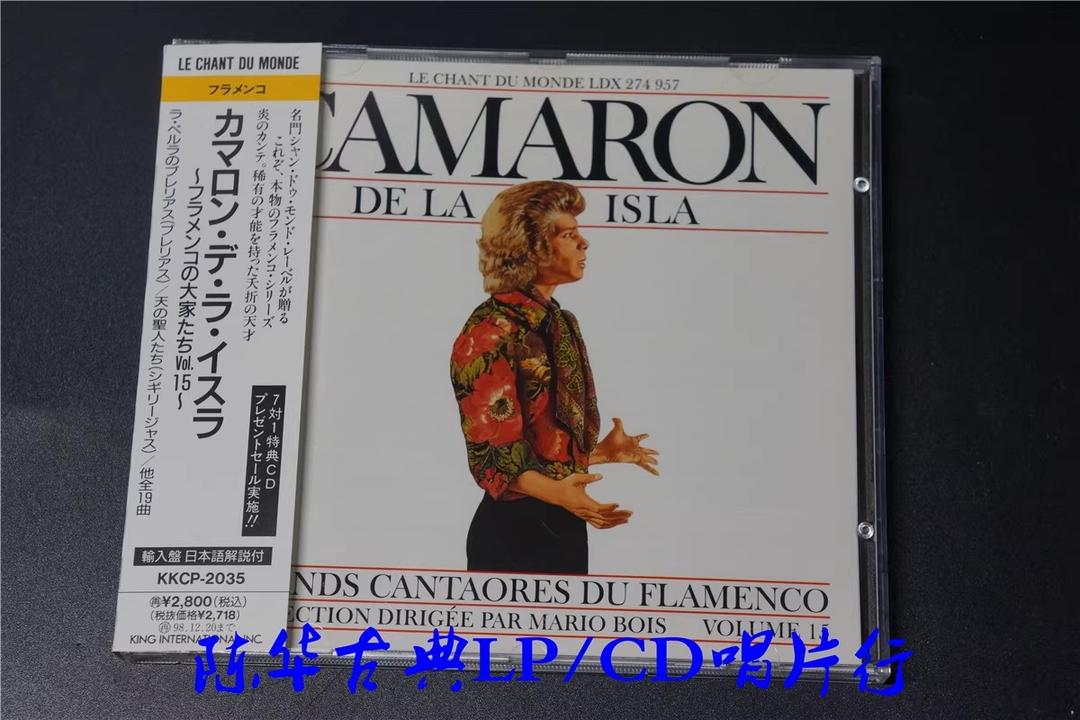 LE CHANT DU MONDE
フラメンコ
名門シャン・ドゥ・モンド・レーベルが贈る
これぞ、本物のフラメンコ・シリーズ
炎のカンテ。稀有の才能を持った夭折の天才
カマロン・デ・ラ・イスラ
~フラメンコの大家たちVol.15~
ラ・ペルラのブレリアス(ブレリアス)/天の聖人たち(シギリージャス)/他全19曲
7対1特典CD
プレゼントセール実施!!
輸入盤 日本語解説付
KKCP-2035
再¥2,800(税込)
(税抜価格¥2,718)
再98.12.20まで
KING INTERNATIONAL INC.
LE CHANT DU MONDE LDX 274 957
CAMARON
DE LA ISLA
NDS CANTAORES DU FLAMENCO
ECTION DIRIGÉE PAR MARIO BOIS VOLUME 15
陈华古典LP/CD唱片行